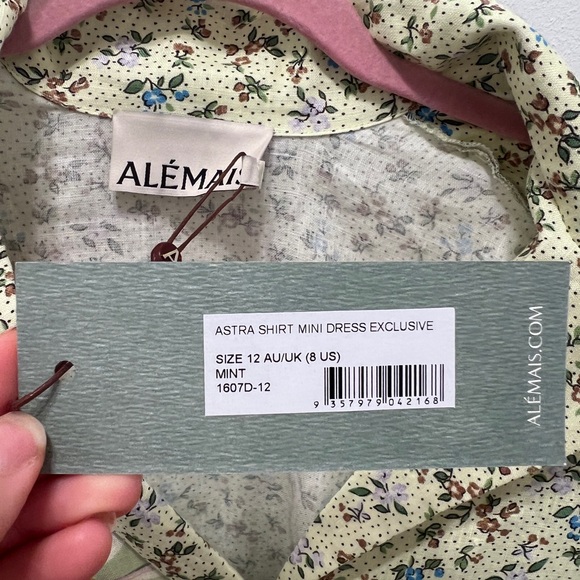 ALÉMAIS
ASTRA SHIRT MINI DRESS EXCLUSIVE
SIZE 12 AU/UK (8 US)
MINT
1607D-12
9 357979 042168
ALÉMAIS.COM